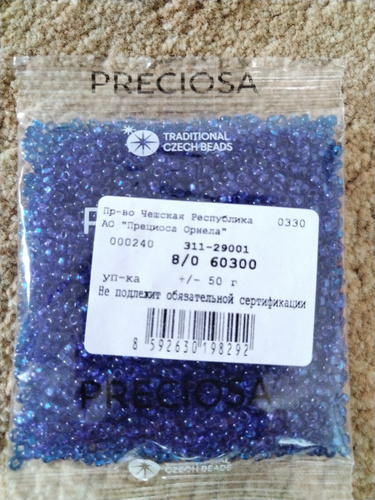 PRECIOSA
TRADITIONAL
CZECH BEADS
Пр-во Чешская Республика 0330
АО "Прециоса Орнела"
000240 311-29001
8/0 60300
уп-ка +/- 50 г
Не подлежит обязательной сертификации
8 592630 198292
PRECIOSA
CZECH BEADS